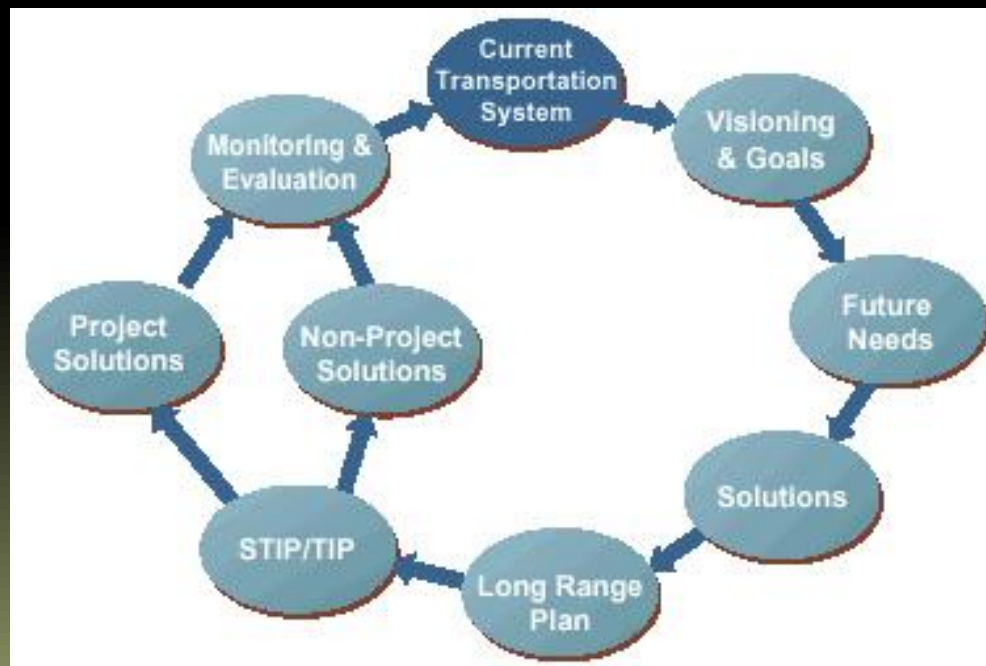 Current
Transportation
System
Visioning
& Goals
Future
Needs
Solutions
Long Range
Plan
STIP/TIP
Project
Solutions
Non-Project
Solutions
Monitoring &
Evaluation